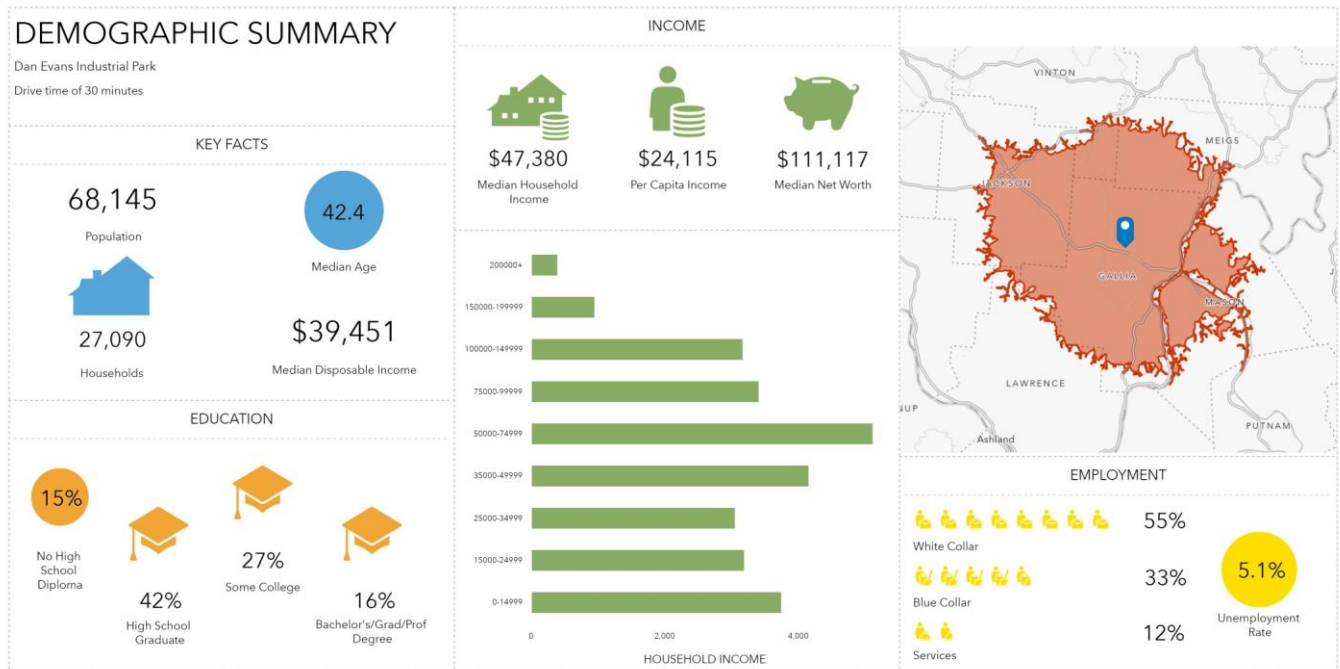 DEMOGRAPHIC SUMMARY
Dan Evans Industrial Park
Drive time of 30 minutes
KEY FACTS
68,145
Population
42.4
Median Age
27,090
Households
$39,451
Median Disposable Income
EDUCATION
15%
No High
School
Diploma
42%
High School
Graduate
27%
Some College
16%
Bachelor's/Grad/Prof
Degree
INCOME
$47,380
Median Household
Income
$24,115
Per Capita Income
$111,117
Median Net Worth
200000+
150000-199999
100000-149999
75000-99999
50000-74999
35000-49999
25000-34999
15000-24999
0-14999
0 2,000 4,000
HOUSEHOLD INCOME
VINTON
MEIGS
JACKSON
GALLIA
MASON
LAWRENCE
NUP
PUTNAM
Ashland
EMPLOYMENT
55%
White Collar
33%
Blue Collar
12%
Services
5.1%
Unemployment
Rate